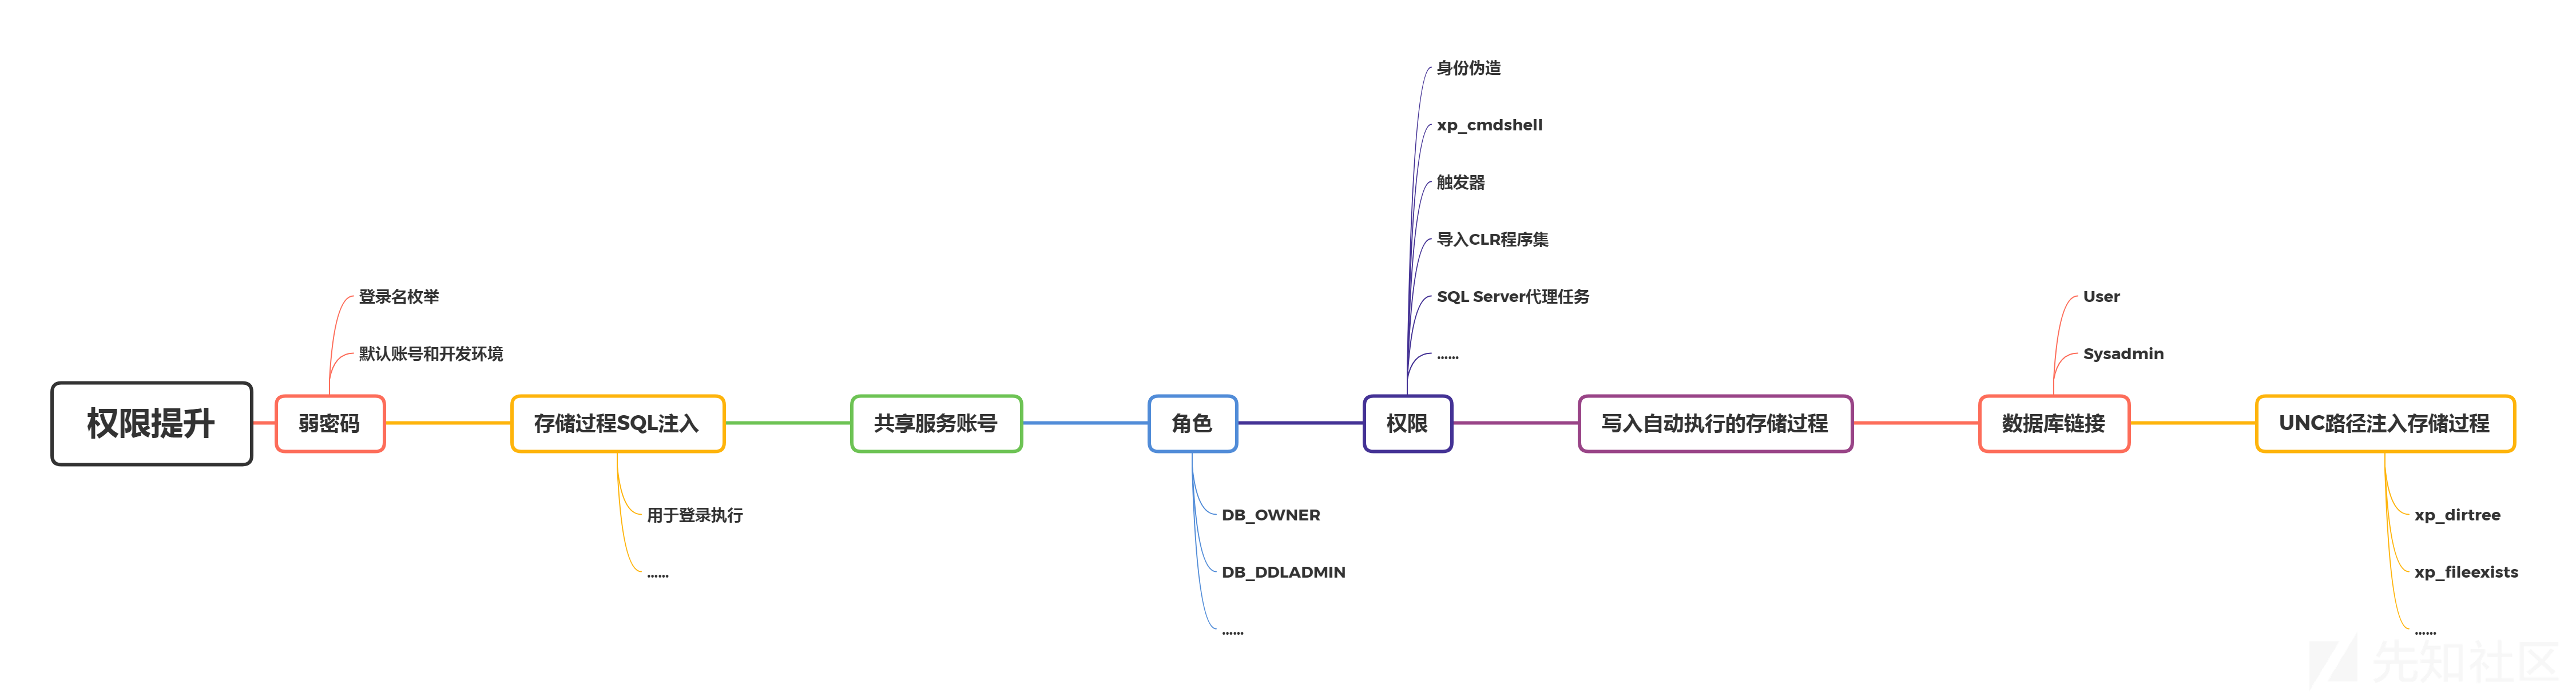 权限提升
弱密码
登录名枚举
默认账号和开发环境
存储过程SQL注入
用于登录执行
……
共享服务账号
角色
DB_OWNER
DB_DDLADMIN
……
权限
身份伪造
xp_cmdshell
触发器
导入CLR程序集
SQL Server代理任务
……
写入自动执行的存储过程
数据库链接
User
Sysadmin
UNC路径注入存储过程
xp_dirtree
xp_fileexists
……
先知社区